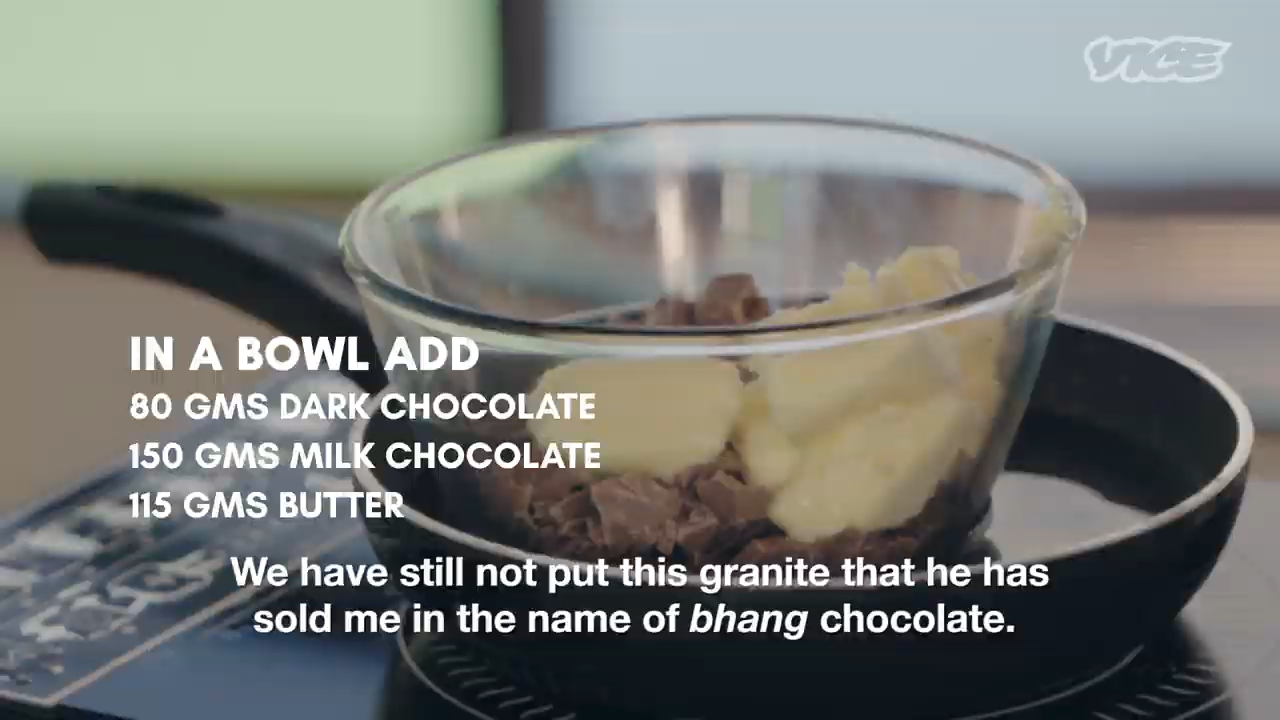 VICE
IN A BOWL ADD
80 GMS DARK CHOCOLATE
150 GMS MILK CHOCOLATE
115 GMS BUTTER
We have still not put this granite that he has
sold me in the name of bhang chocolate.